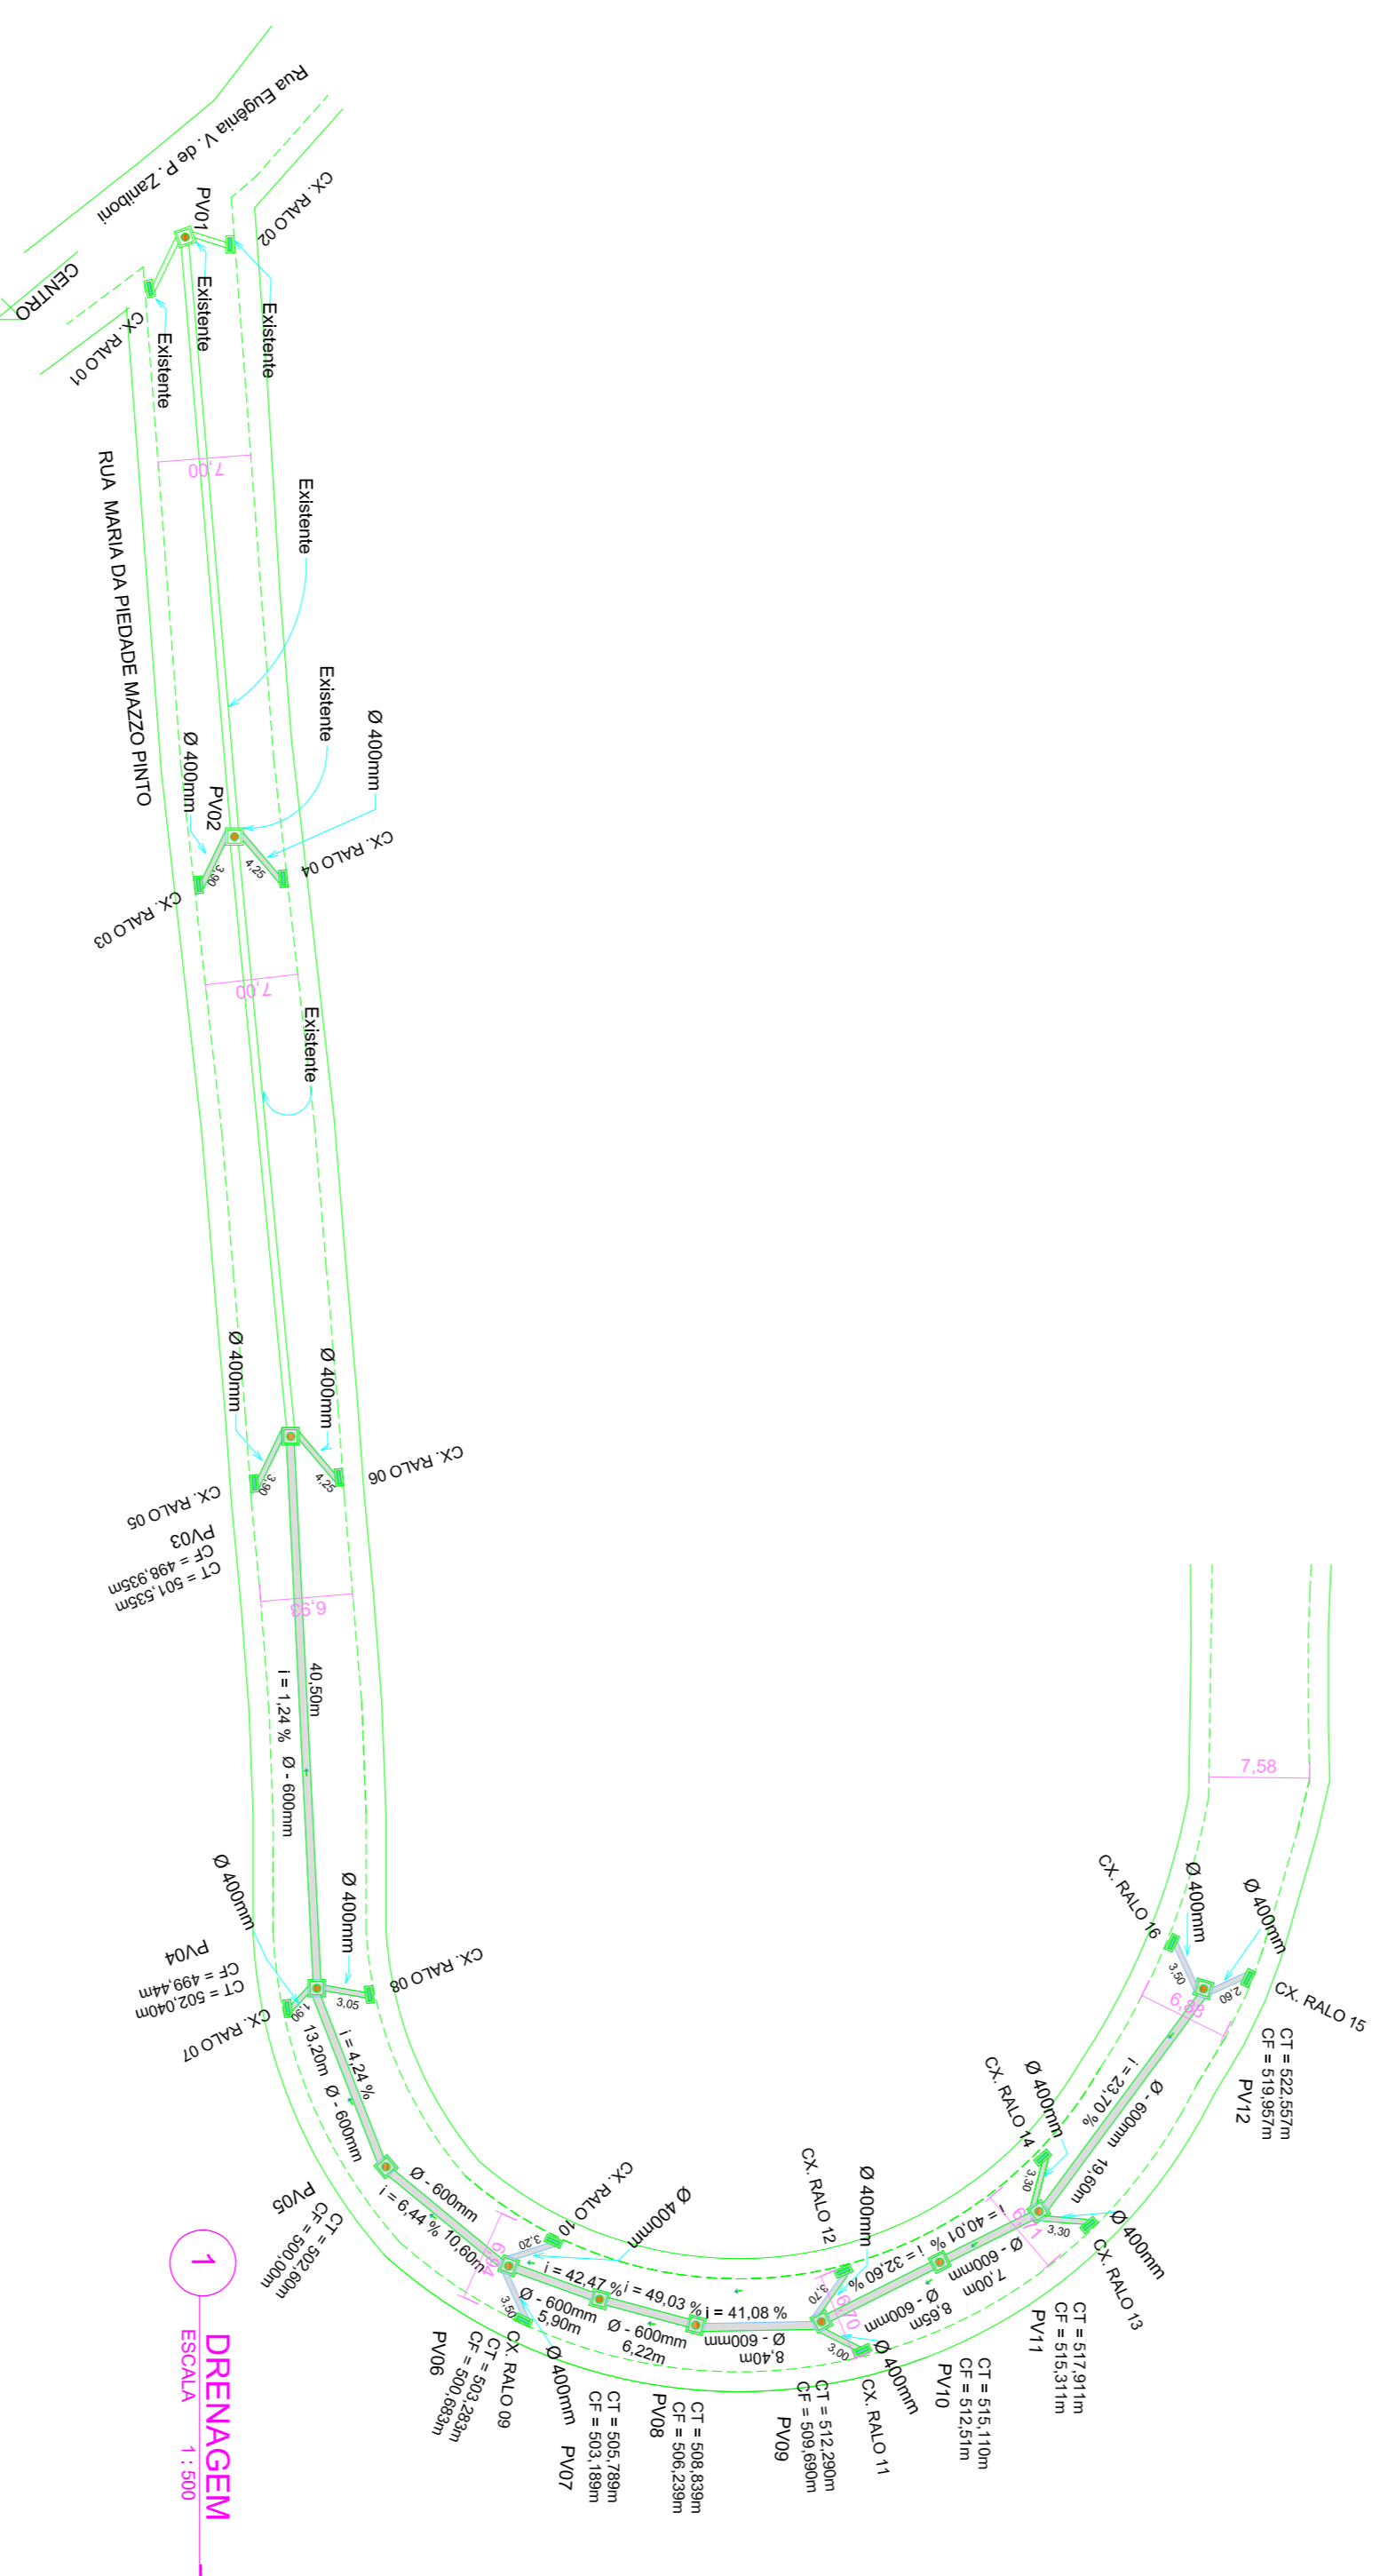 Rua Eugênia V. de P. Zaniboni
CENTRO
PV01
CX. RALO 02
CX. RALO 01
Existente
Existente
Existente
7,00
RUA MARIA DA PIEDADE MAZZO PINTO
Existente
Existente
Ø 400mm
Ø 400mm
PV02
3,90
4,25
CX. RALO 04
CX. RALO 03
7,00
Existente
Ø 400mm
Ø 400mm
3,90
4,25
CX. RALO 06
CX. RALO 05
PV03
CF = 498,935m
CT = 501,535m
6,93
40,50m
i = 1,24 % Ø - 600mm
Ø 400mm
Ø 400mm
PV04
CF = 499,44m
CT = 502,040m
CX. RALO 08
CX. RALO 07
1,90
3,05
i = 4,24 %
13,20m Ø - 600mm
PV05
CF = 500,00m
CT = 502,60m
Ø - 600mm
i = 6,44 % 10,60m
CX. RALO 10
3,20
Ø 400mm
6,94
3,50
CX. RALO 09
Ø 400mm
PV06
CT = 503,283m
CF = 500,683m
i = 42,47 %
Ø - 600mm
5,90m
PV07
CT = 505,789m
CF = 503,189m
i = 49,03 %
Ø - 600mm
6,22m
PV08
CT = 508,839m
CF = 506,239m
i = 41,08 %
Ø - 600mm
8,40m
PV09
CT = 512,290m
CF = 509,690m
CX. RALO 12
Ø 400mm
3,70
6,70
3,00
Ø 400mm
CX. RALO 11
i = 32,60 %
Ø - 600mm
8,65m
PV10
CT = 515,110m
CF = 512,51m
i = 40,01 %
Ø - 600mm
7,00m
PV11
CT = 517,911m
CF = 515,311m
CX. RALO 14
Ø 400mm
3,30
6,71
3,30
Ø 400mm
CX. RALO 13
i = 23,70 %
Ø - 600mm
19,60m
PV12
CT = 522,557m
CF = 519,957m
CX. RALO 16
Ø 400mm
3,50
6,88
2,60
Ø 400mm
CX. RALO 15
7,58
1
DRENAGEM
ESCALA 1 : 500